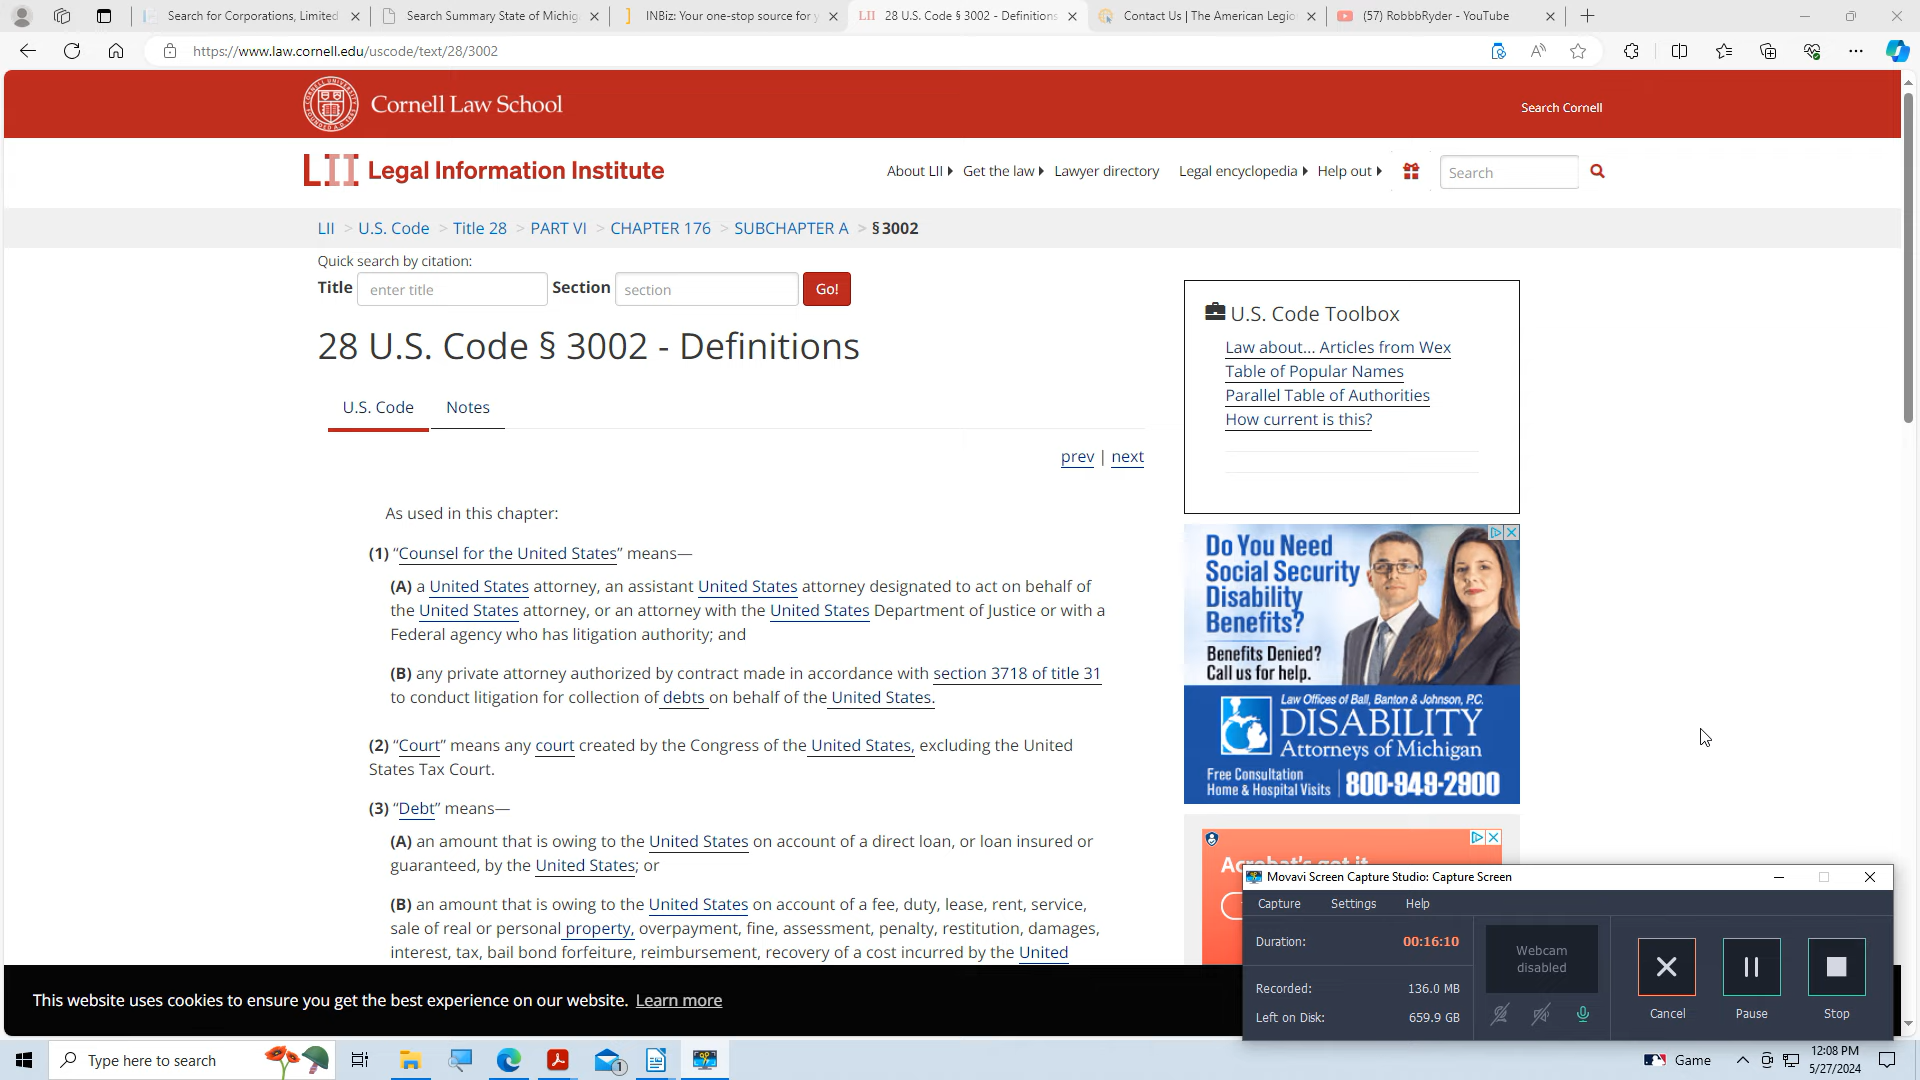 Search for Corporations, Limited
Search Summary State of Michig
INBiz: Your one-stop source for y
28 U.S. Code § 3002 - Definitions
Contact Us | The American Legio
(57) RobbbRyder - YouTube
https://www.law.cornell.edu/uscode/text/28/3002
Cornell Law School
Search Cornell
LII Legal Information Institute
About LII
Get the law
Lawyer directory
Legal encyclopedia
Help out
Search
LII > U.S. Code > Title 28 > PART VI > CHAPTER 176 > SUBCHAPTER A > § 3002
Quick search by citation:
Title enter title Section section Go!
28 U.S. Code § 3002 - Definitions
U.S. Code Notes
prev | next
As used in this chapter:
(1) “Counsel for the United States” means—
(A) a United States attorney, an assistant United States attorney designated to act on behalf of
the United States attorney, or an attorney with the United States Department of Justice or with a
Federal agency who has litigation authority; and
(B) any private attorney authorized by contract made in accordance with section 3718 of title 31
to conduct litigation for collection of debts on behalf of the United States.
(2) “Court” means any court created by the Congress of the United States, excluding the United
States Tax Court.
(3) “Debt” means—
(A) an amount that is owing to the United States on account of a direct loan, or loan insured or
guaranteed, by the United States; or
(B) an amount that is owing to the United States on account of a fee, duty, lease, rent, service,
sale of real or personal property, overpayment, fine, assessment, penalty, restitution, damages,
interest, tax, bail bond forfeiture, reimbursement, recovery of a cost incurred by the United
U.S. Code Toolbox
Law about... Articles from Wex
Table of Popular Names
Parallel Table of Authorities
How current is this?
Do You Need
Social Security
Disability
Benefits?
Benefits Denied?
Call us for help.
Law Offices of Ball, Banton & Johnson, P.C.
DISABILITY
Attorneys of Michigan
Free Consultation
Home & Hospital Visits
800-949-2900
Acrobat's got it
This website uses cookies to ensure you get the best experience on our website. Learn more
Movavi Screen Capture Studio: Capture Screen
Capture Settings Help
Duration: 00:16:10
Recorded: 136.0 MB
Left on Disk: 659.9 GB
Webcam
disabled
Cancel
Pause
Stop
Type here to search
1
Game
12:08 PM
5/27/2024